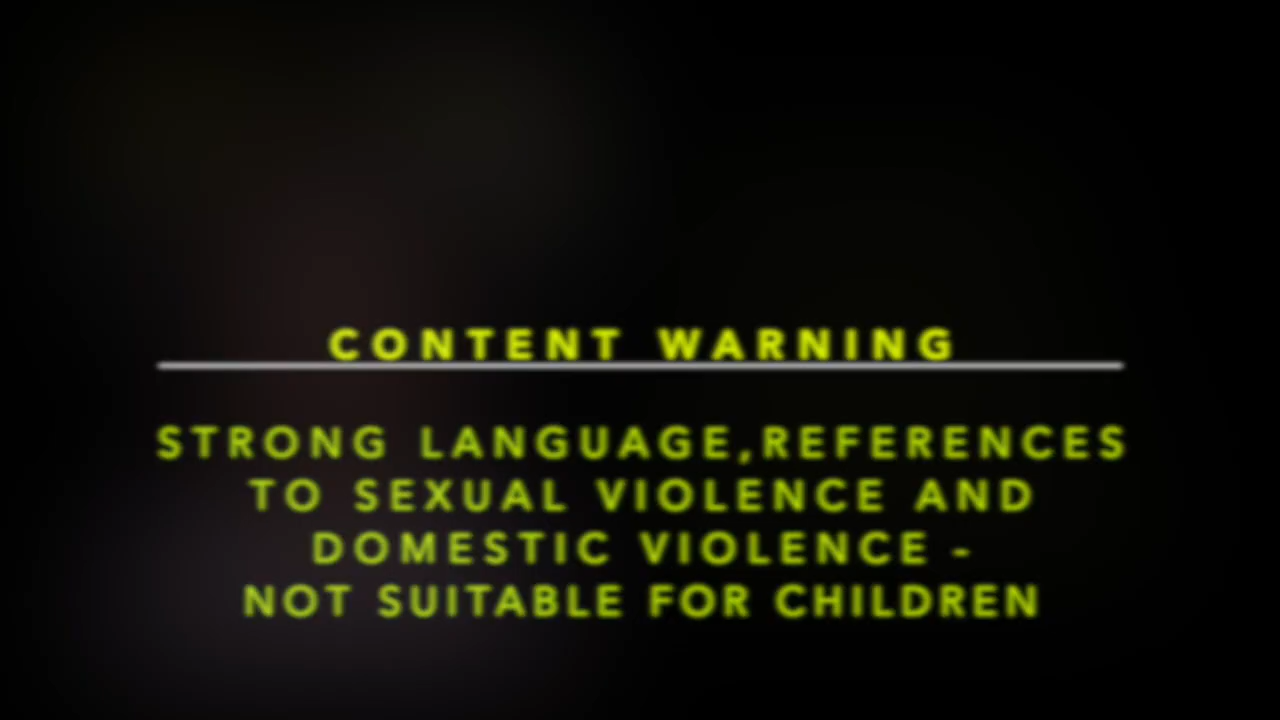 CONTENT WARNING
STRONG LANGUAGE,REFERENCES
TO SEXUAL VIOLENCE AND
DOMESTIC VIOLENCE -
NOT SUITABLE FOR CHILDREN